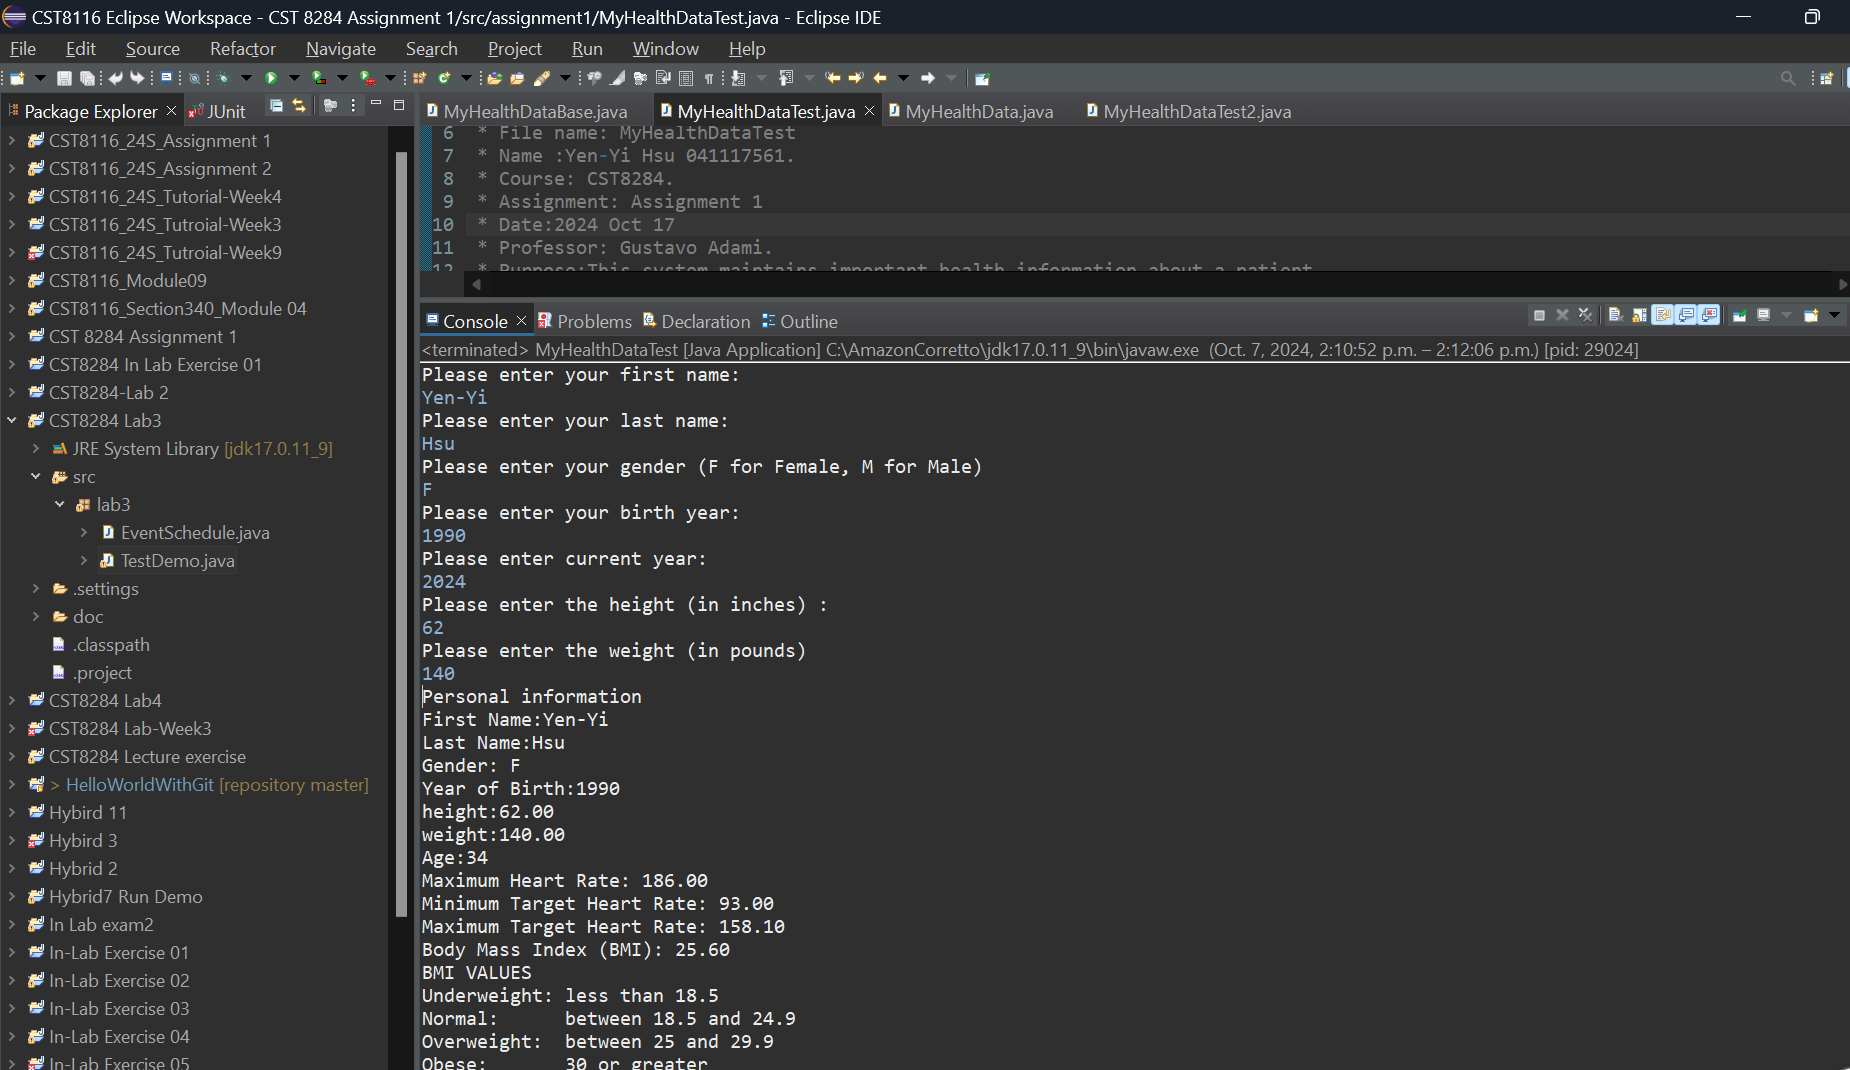 CST8116 Eclipse Workspace - CST 8284 Assignment 1/src/assignment1/MyHealthDataTest.java - Eclipse IDE
File Edit Source Refactor Navigate Search Project Run Window Help
Package Explorer JUnit
CST8116_24S_Assignment 1
CST8116_24S_Assignment 2
CST8116_24S_Tutorial-Week4
CST8116_24S_Tutroial-Week3
CST8116_24S_Tutroial-Week9
CST8116_Module09
CST8116_Section340_Module 04
CST 8284 Assignment 1
CST8284 In Lab Exercise 01
CST8284-Lab 2
CST8284 Lab3
JRE System Library [jdk17.0.11_9]
src
lab3
EventSchedule.java
TestDemo.java
.settings
doc
.classpath
.project
CST8284 Lab4
CST8284 Lab-Week3
CST8284 Lecture exercise
> HelloWorldWithGit [repository master]
Hybird 11
Hybird 3
Hybrid 2
Hybrid7 Run Demo
In Lab exam2
In-Lab Exercise 01
In-Lab Exercise 02
In-Lab Exercise 03
In-Lab Exercise 04
In-Lab Exercise 05
MyHealthDataBase.java MyHealthDataTest.java MyHealthData.java MyHealthDataTest2.java
6 * File name: MyHealthDataTest
7 * Name :Yen-Yi Hsu 041117561.
8 * Course: CST8284.
9 * Assignment: Assignment 1
10 * Date:2024 Oct 17
11 * Professor: Gustavo Adami.
12 * Purpose:This system maintains important health information about a patient
Console Problems Declaration Outline
<terminated> MyHealthDataTest [Java Application] C:\AmazonCorretto\jdk17.0.11_9\bin\javaw.exe (Oct. 7, 2024, 2:10:52 p.m. – 2:12:06 p.m.) [pid: 29024]
Please enter your first name:
Yen-Yi
Please enter your last name:
Hsu
Please enter your gender (F for Female, M for Male)
F
Please enter your birth year:
1990
Please enter current year:
2024
Please enter the height (in inches) :
62
Please enter the weight (in pounds)
140
Personal information
First Name:Yen-Yi
Last Name:Hsu
Gender: F
Year of Birth:1990
height:62.00
weight:140.00
Age:34
Maximum Heart Rate: 186.00
Minimum Target Heart Rate: 93.00
Maximum Target Heart Rate: 158.10
Body Mass Index (BMI): 25.60
BMI VALUES
Underweight: less than 18.5
Normal: between 18.5 and 24.9
Overweight: between 25 and 29.9
Obese: 30 or greater